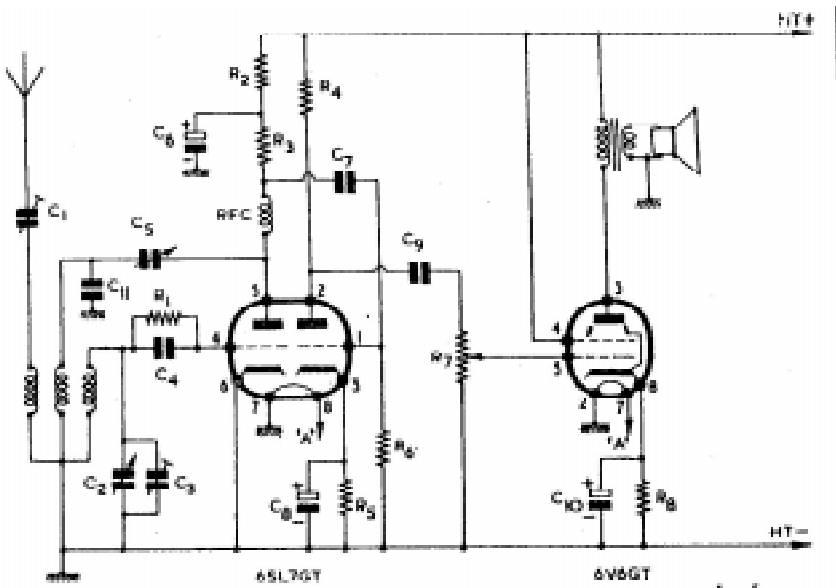 HT+
R2
R4
C6
+
-
R3
C7
C1
RFC
C5
C9
C11
R1
5
2
3
4
1
4
C4
R7
5
6
3
8
7
8
2
7
'A'
'A'
R6
C2
C3
+
C8
-
R5
+
C10
-
R8
HT-
6SL7GT
6V6GT